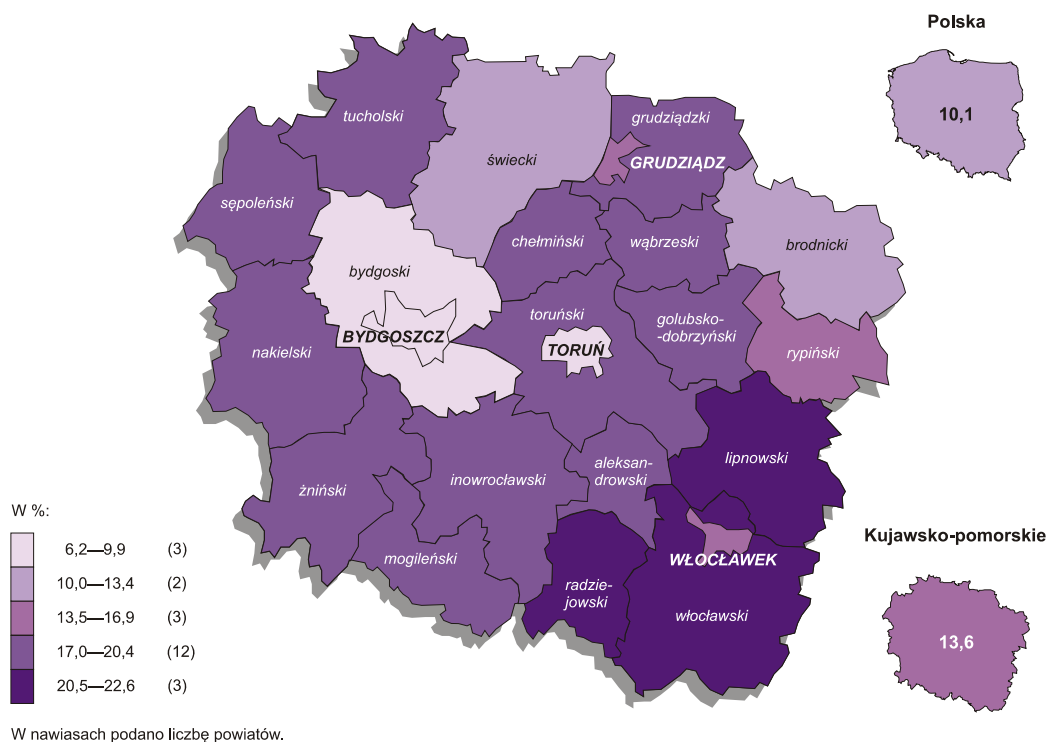 Polska
10,1
tucholski
grudziądzki
święcki
GRUDZIĄDZ
sępoleński
chełmiński
wąbrzeski
brodnicki
bydgoski
toruński
golubsko-
-dobrzyński
BYDGOSZCZ
TORUŃ
nakielski
rypiński
lipnowski
aleksan-
drowski
inowrocławski
żniński
W %:
6,2—9,9 (3)
10,0—13,4 (2)
13,5—16,9 (3)
17,0—20,4 (12)
20,5—22,6 (3)
mogileński
radzie-
jowski
WŁOCŁAWEK
włocławski
Kujawsko-pomorskie
13,6
W nawiasach podano liczbę powiatów.